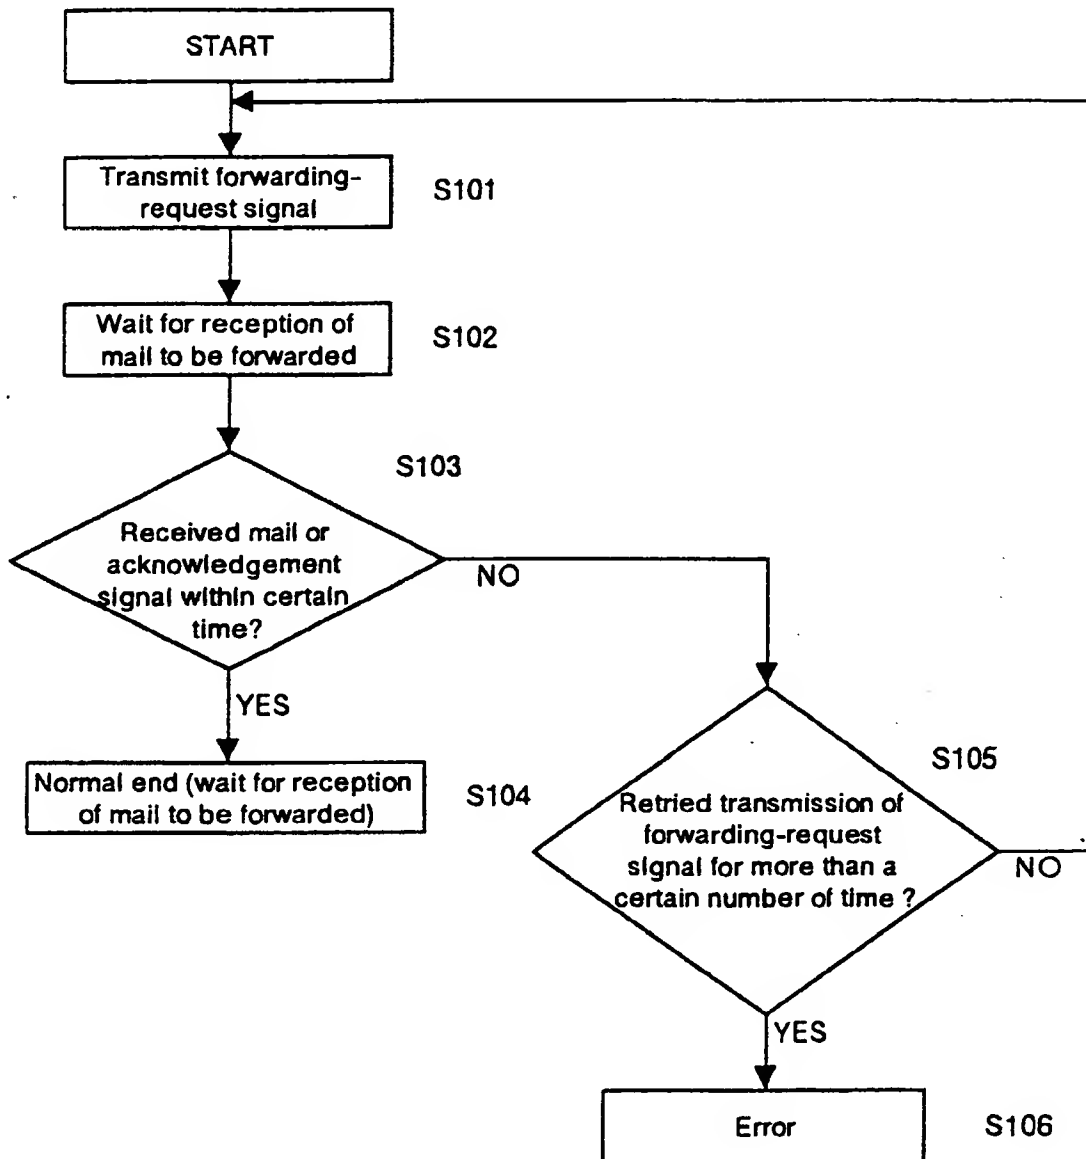 START
Transmit forwarding-
request signal
S101
Wait for reception of
mail to be forwarded
S102
S103
Received mail or
acknowledgement
signal within certain
time?
NO
YES
Normal end (wait for reception
of mail to be forwarded)
S104
S105
Retried transmission of
forwarding-request
signal for more than a
certain number of time ?
NO
YES
Error
S106